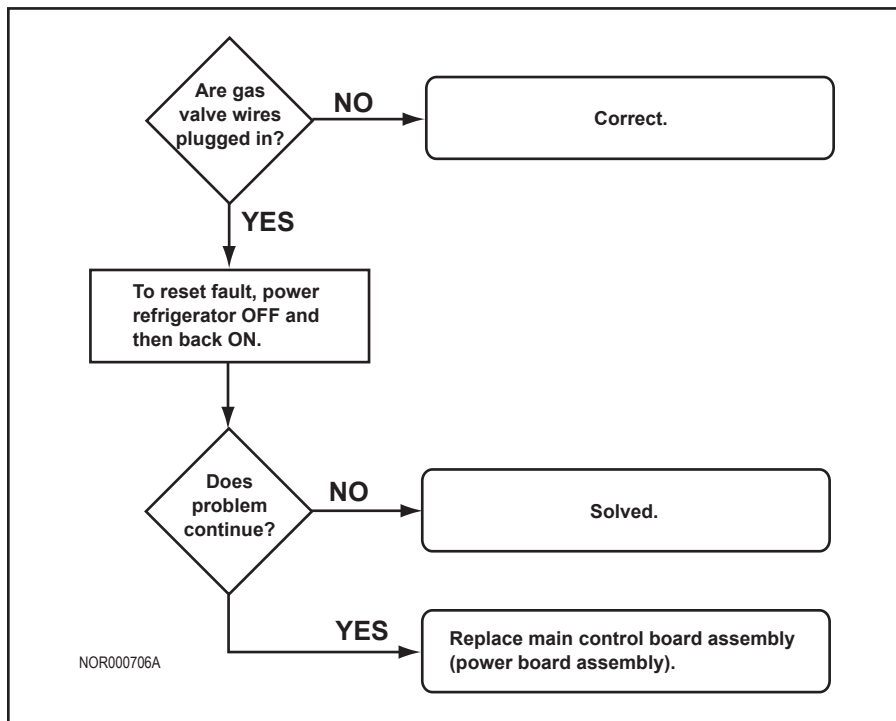 Are gas
valve wires
plugged in?
NO
Correct.
YES
To reset fault, power
refrigerator OFF and
then back ON.
Does
problem
continue?
NO
Solved.
YES
Replace main control board assembly
(power board assembly).
NOR000706A